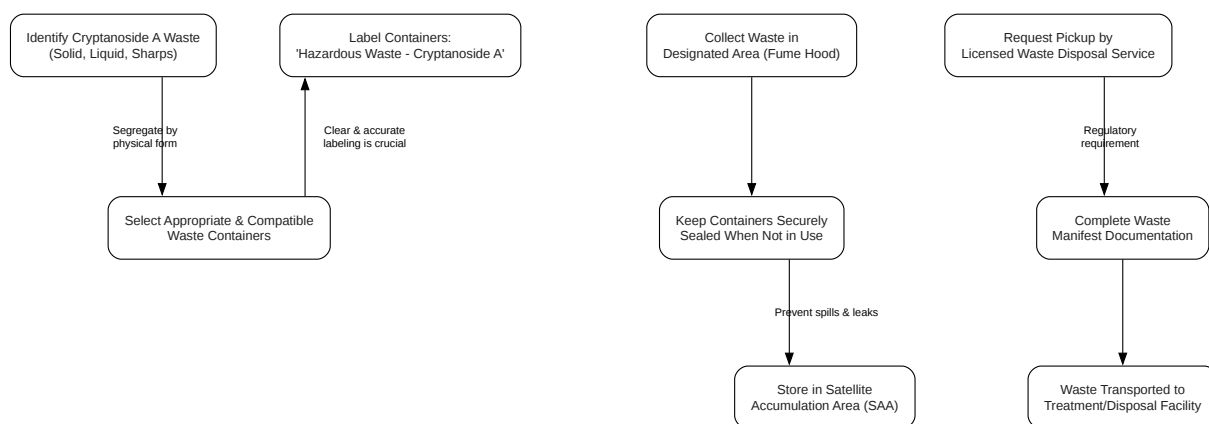 Identify Cryptanoside A Waste
(Solid, Liquid, Sharps)
Segregate by
physical form
Select Appropriate & Compatible
Waste Containers
Clear & accurate
labeling is crucial
Label Containers:
'Hazardous Waste - Cryptanoside A'
Collect Waste in
Designated Area (Fume Hood)
Keep Containers Securely
Sealed When Not in Use
Prevent spills & leaks
Store in Satellite
Accumulation Area (SAA)
Request Pickup by
Licensed Waste Disposal Service
Regulatory
requirement
Complete Waste
Manifest Documentation
Waste Transported to
Treatment/Disposal Facility